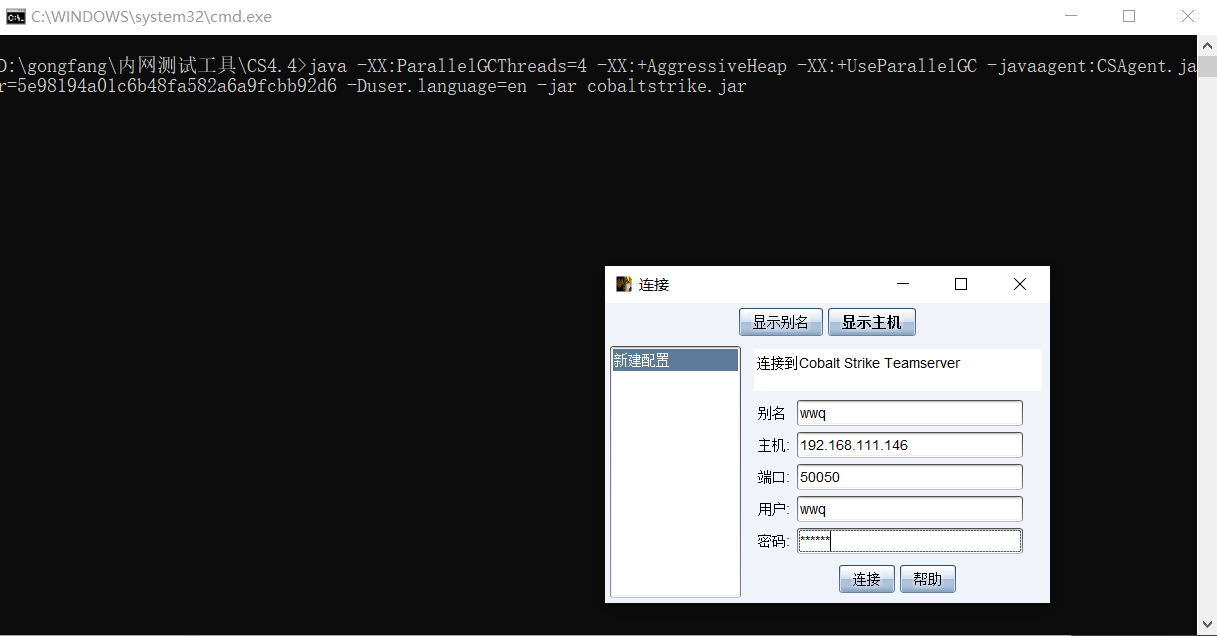 C:\WINDOWS\system32\cmd.exe
D:\gongfang\内网测试工具\CS4.4>java -XX:ParallelGCThreads=4 -XX:+AggressiveHeap -XX:+UseParallelGC -javaagent:CSAgent.ja
r=5e98194a01c6b48fa582a6a9fcbb92d6 -Duser.language=en -jar cobaltstrike.jar
连接
显示别名 显示主机
新建配置
连接到Cobalt Strike Teamserver
别名 wwq
主机: 192.168.111.146
端口: 50050
用户: wwq
密码: ******
连接 帮助